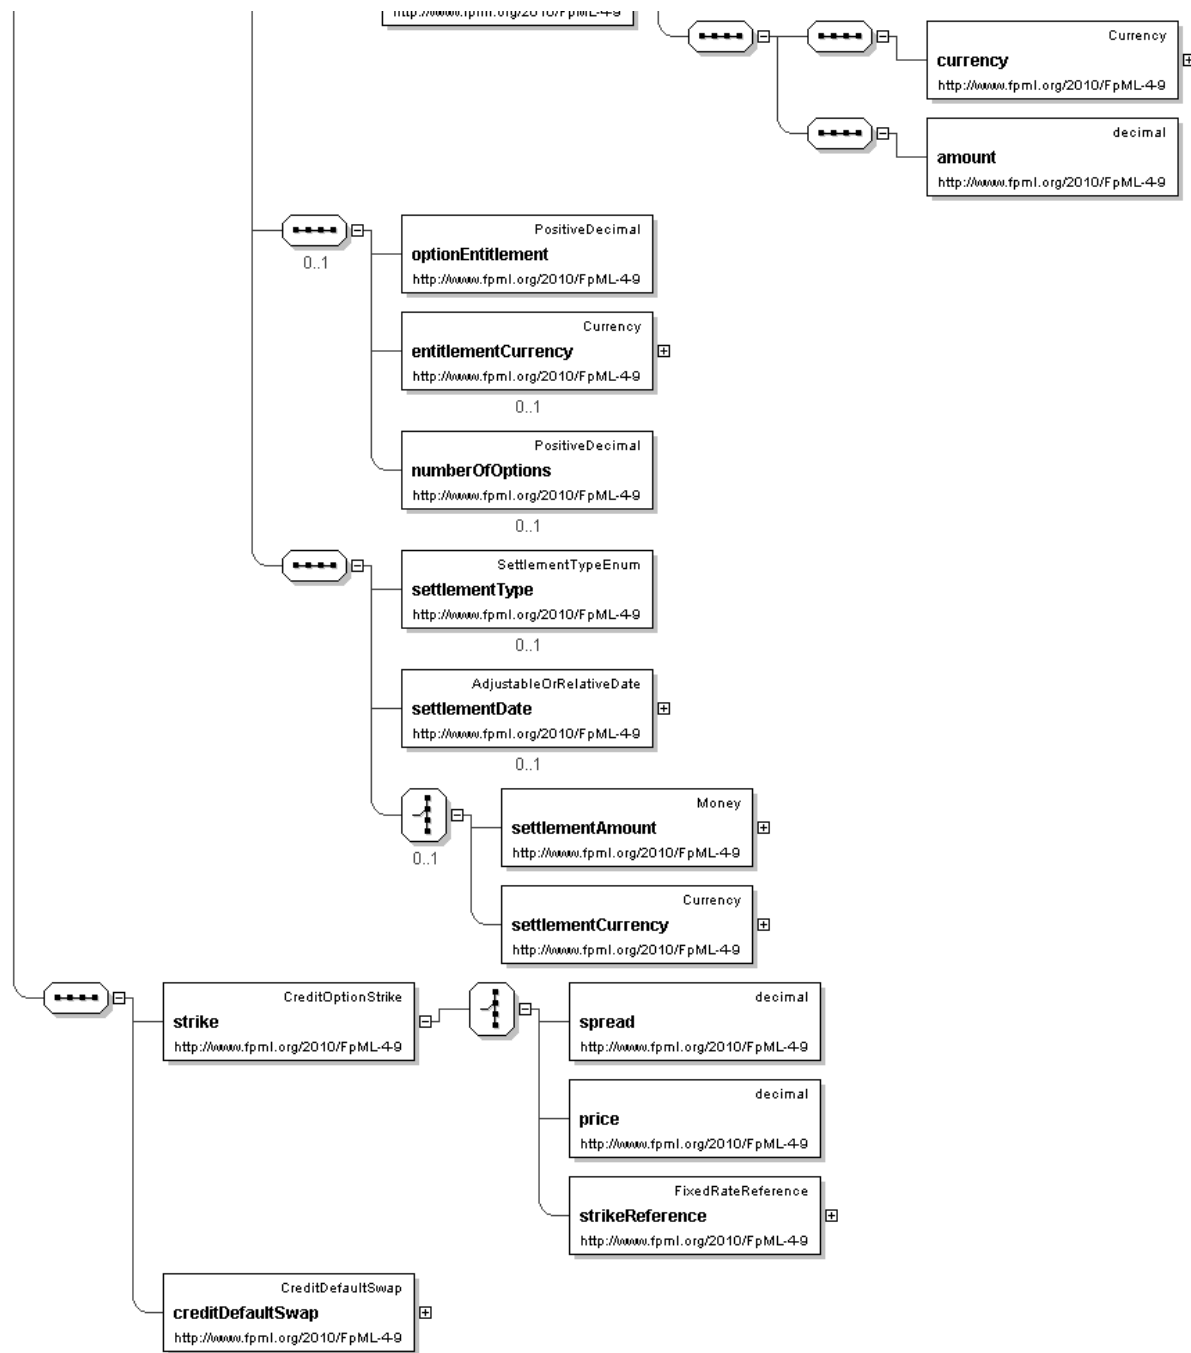 http://www.fpml.org/2010/FpML-4-9
Currency
currency
http://www.fpml.org/2010/FpML-4-9
decimal
amount
http://www.fpml.org/2010/FpML-4-9
PositiveDecimal
optionEntitlement
http://www.fpml.org/2010/FpML-4-9
0..1
Currency
entitlementCurrency
http://www.fpml.org/2010/FpML-4-9
0..1
PositiveDecimal
numberOfOptions
http://www.fpml.org/2010/FpML-4-9
0..1
SettlementTypeEnum
settlementType
http://www.fpml.org/2010/FpML-4-9
0..1
AdjustableOrRelativeDate
settlementDate
http://www.fpml.org/2010/FpML-4-9
0..1
Money
settlementAmount
http://www.fpml.org/2010/FpML-4-9
0..1
Currency
settlementCurrency
http://www.fpml.org/2010/FpML-4-9
CreditOptionStrike
strike
http://www.fpml.org/2010/FpML-4-9
decimal
spread
http://www.fpml.org/2010/FpML-4-9
decimal
price
http://www.fpml.org/2010/FpML-4-9
FixedRateReference
strikeReference
http://www.fpml.org/2010/FpML-4-9
CreditDefaultSwap
creditDefaultSwap
http://www.fpml.org/2010/FpML-4-9